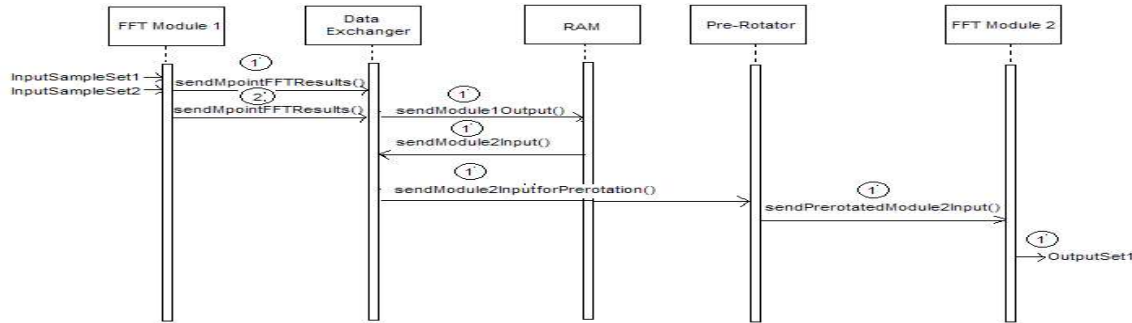 FFT Module 1
Data
Exchanger
RAM
Pre-Rotator
FFT Module 2
1
InputSampleSet1
sendMpointFFTResults()
InputSampleSet2
2
sendMpointFFTResults()
1
sendModule1Output()
1
sendModule2Input()
1
sendModule2InputforPrerotation()
1
sendPrerotatedModule2Input()
1
OutputSet1